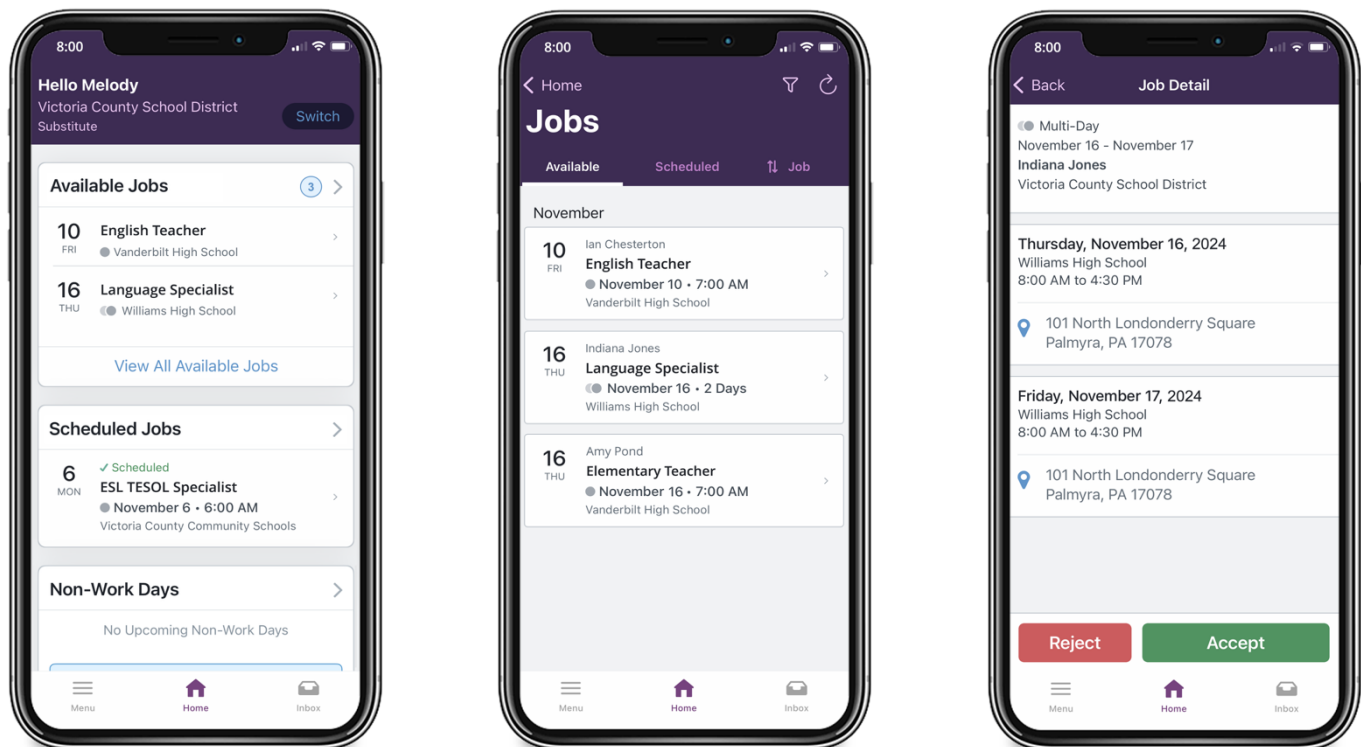 8:00
Hello Melody
Victoria County School District
Substitute
Switch
Available Jobs
3
10
FRI
English Teacher
Vanderbilt High School
16
THU
Language Specialist
Williams High School
View All Available Jobs
Scheduled Jobs
6
MON
✓ Scheduled
ESL TESOL Specialist
November 6 • 6:00 AM
Victoria County Community Schools
Non-Work Days
No Upcoming Non-Work Days
Menu
Home
Inbox
8:00
Home
Jobs
Available
Scheduled
Job
November
10
FRI
Ian Chesterton
English Teacher
November 10 • 7:00 AM
Vanderbilt High School
16
THU
Indiana Jones
Language Specialist
November 16 • 2 Days
Williams High School
16
THU
Amy Pond
Elementary Teacher
November 16 • 7:00 AM
Vanderbilt High School
Menu
Home
Inbox
8:00
Back
Job Detail
Multi-Day
November 16 - November 17
Indiana Jones
Victoria County School District
Thursday, November 16, 2024
Williams High School
8:00 AM to 4:30 PM
101 North Londonderry Square
Palmyra, PA 17078
Friday, November 17, 2024
Williams High School
8:00 AM to 4:30 PM
101 North Londonderry Square
Palmyra, PA 17078
Reject
Accept
Menu
Home
Inbox